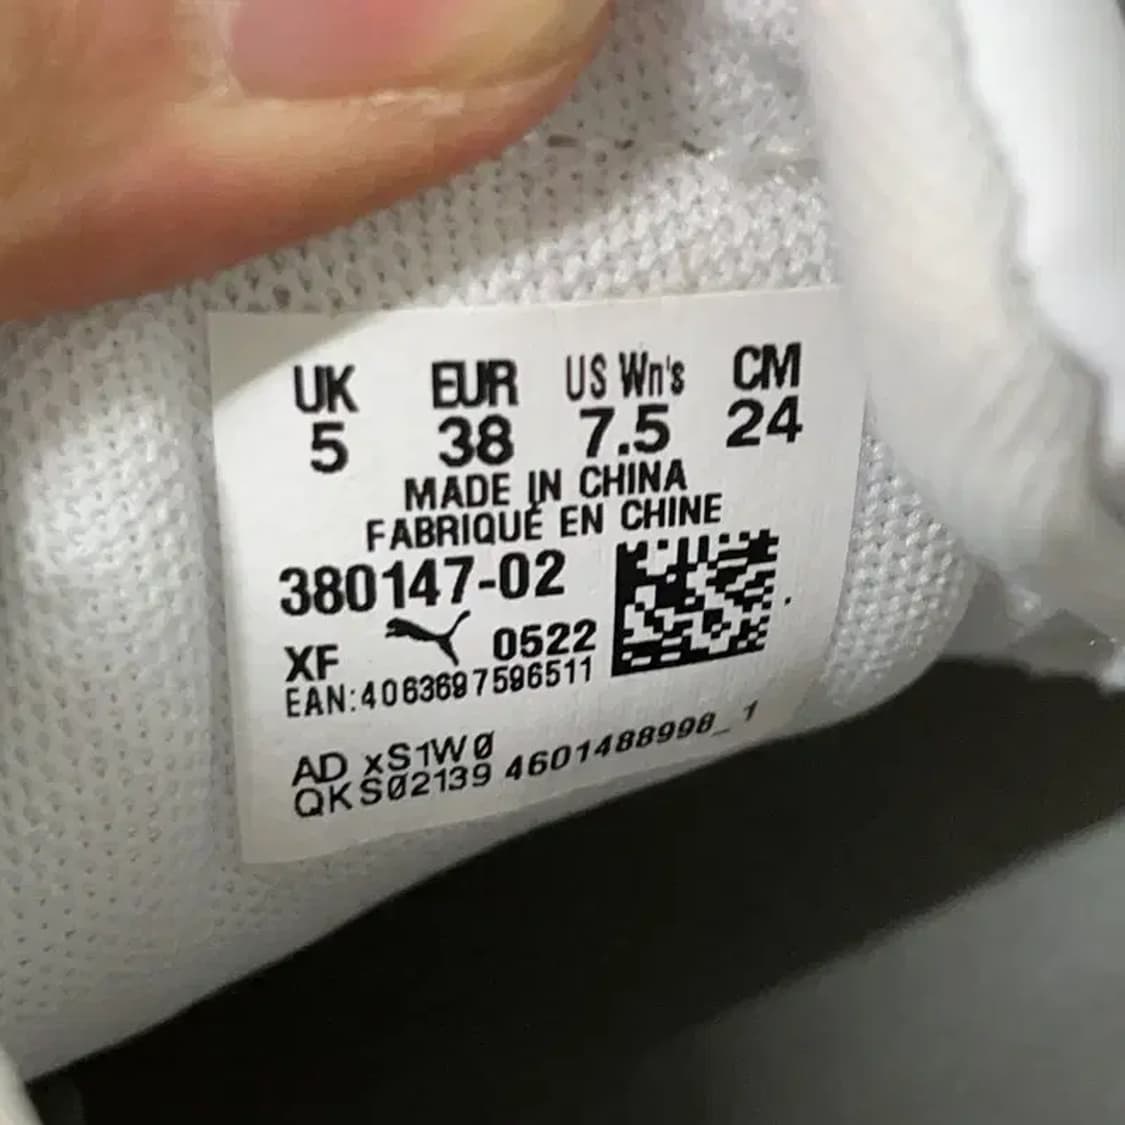 UK EUR US Wn's CM
5 38 7.5 24
MADE IN CHINA
FABRIQUÉ EN CHINE
380147-02
XF 0522
EAN:4063697596511
AD xS1WØ
QKSØ2139 4601488998_1